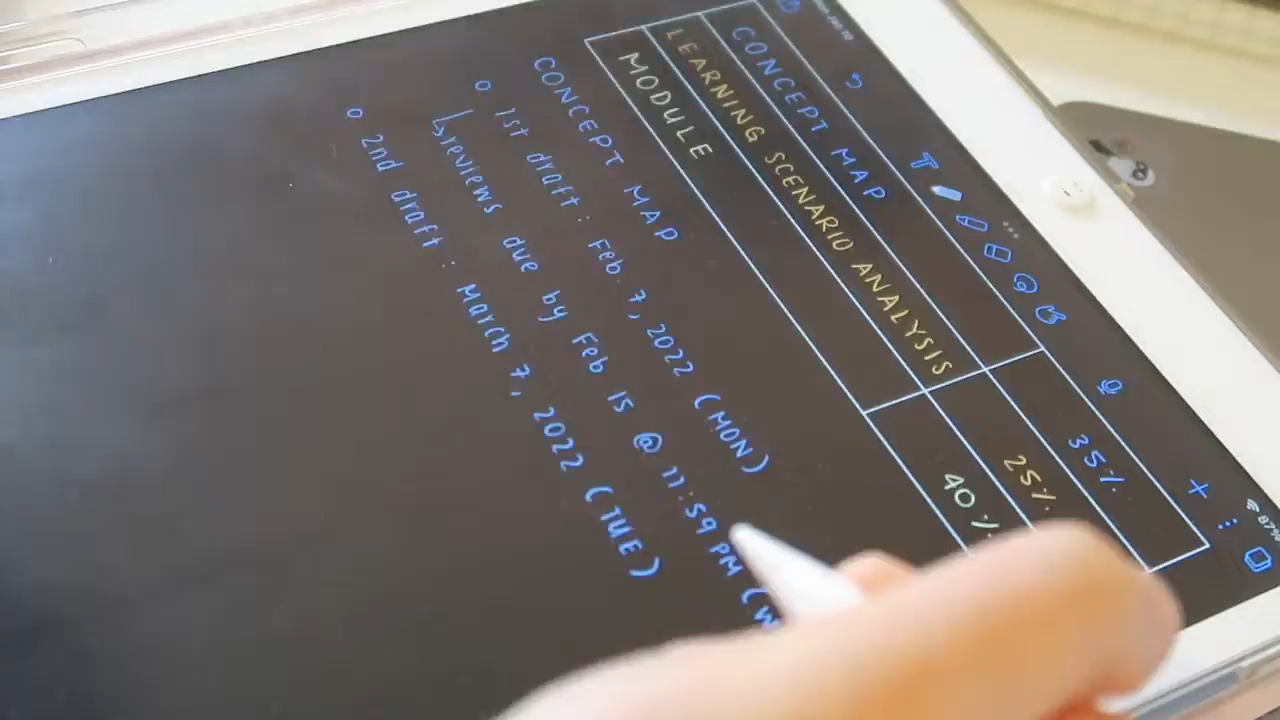 87%
CONCEPT MAP 35%
LEARNING SCENARIO ANALYSIS 25%
MODULE 40%
CONCEPT MAP
o 1st draft: Feb. 7, 2022 (MON)
↳ reviews due by Feb 15 @ 11:59 PM (W
o 2nd draft: March 7, 2022 (TUE)